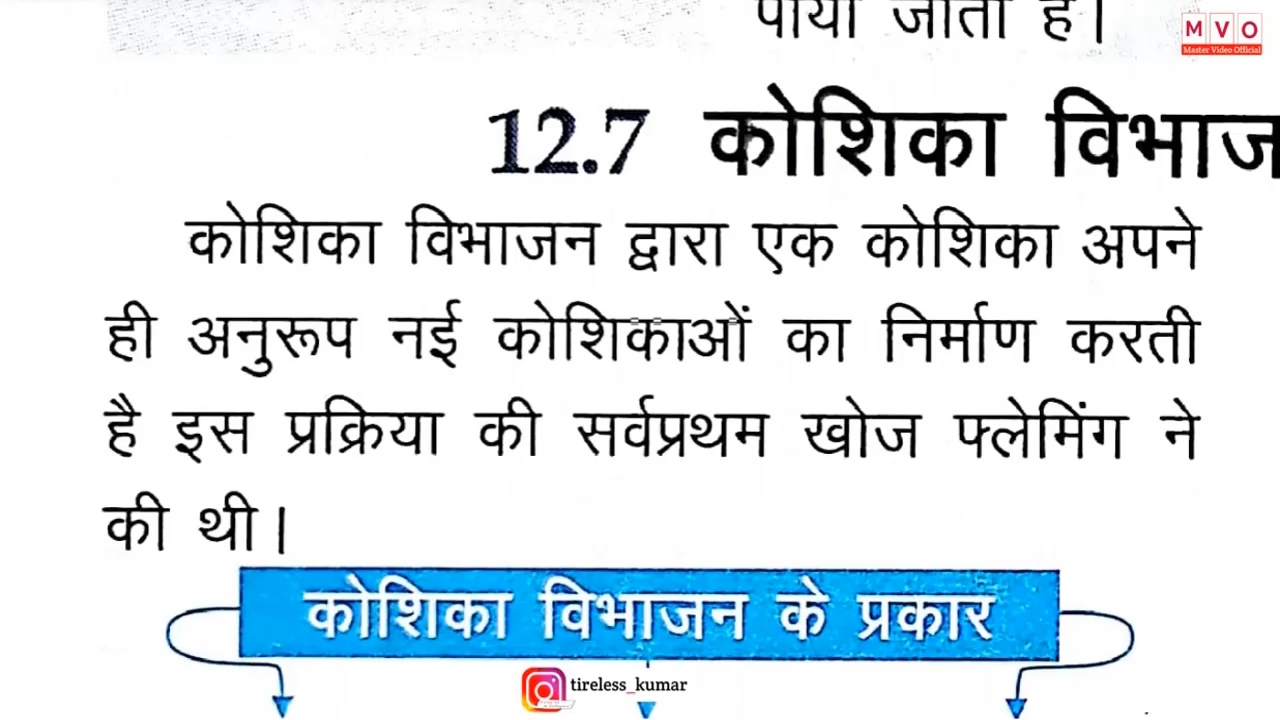 पाया जाता है।
M V O
Master Video Official
12.7 कोशिका विभाज
कोशिका विभाजन द्वारा एक कोशिका अपने
ही अनुरूप नई कोशिकाओं का निर्माण करती
है इस प्रक्रिया की सर्वप्रथम खोज फ्लेमिंग ने
की थी।
कोशिका विभाजन के प्रकार
tireless_kumar